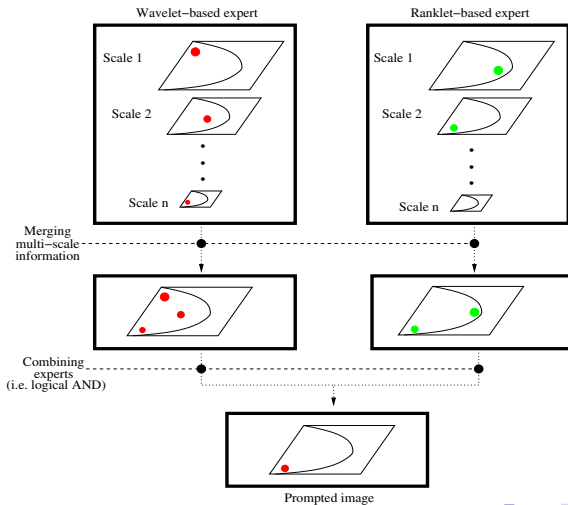 Wavelet−based expert
Ranklet−based expert
Scale 1
Scale 2
Scale n
Scale 1
Scale 2
Scale n
Merging
multi−scale
information
Combining
experts
(i.e. logical AND)
Prompted image